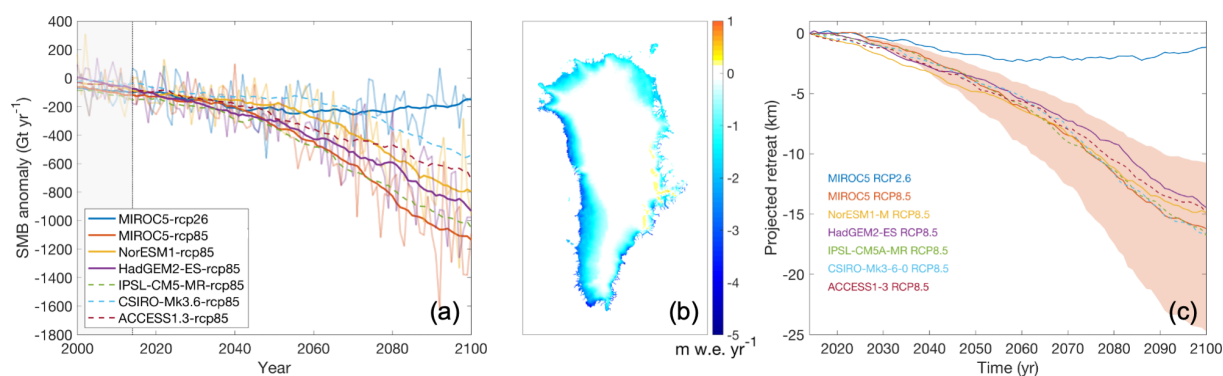 400
200
0
-200
-400
-600
-800
-1000
-1200
-1400
-1600
-1800
SMB anomaly (Gt yr-1)
MIROC5-rcp26
MIROC5-rcp85
NorESM1-rcp85
HadGEM2-ES-rcp85
IPSL-CM5-MR-rcp85
CSIRO-Mk3.6-rcp85
ACCESS1.3-rcp85
(a)
2000 2020 2040 2060 2080 2100
Year
(b)
1
0
-1
-2
-3
-4
-5
m w.e. yr-1
0
-5
-10
-15
-20
-25
Projected retreat (km)
MIROC5 RCP2.6
MIROC5 RCP8.5
NorESM1-M RCP8.5
HadGEM2-ES RCP8.5
IPSL-CM5A-MR RCP8.5
CSIRO-Mk3-6-0 RCP8.5
ACCESS1-3 RCP8.5
(c)
2020 2030 2040 2050 2060 2070 2080 2090 2100
Time (yr)